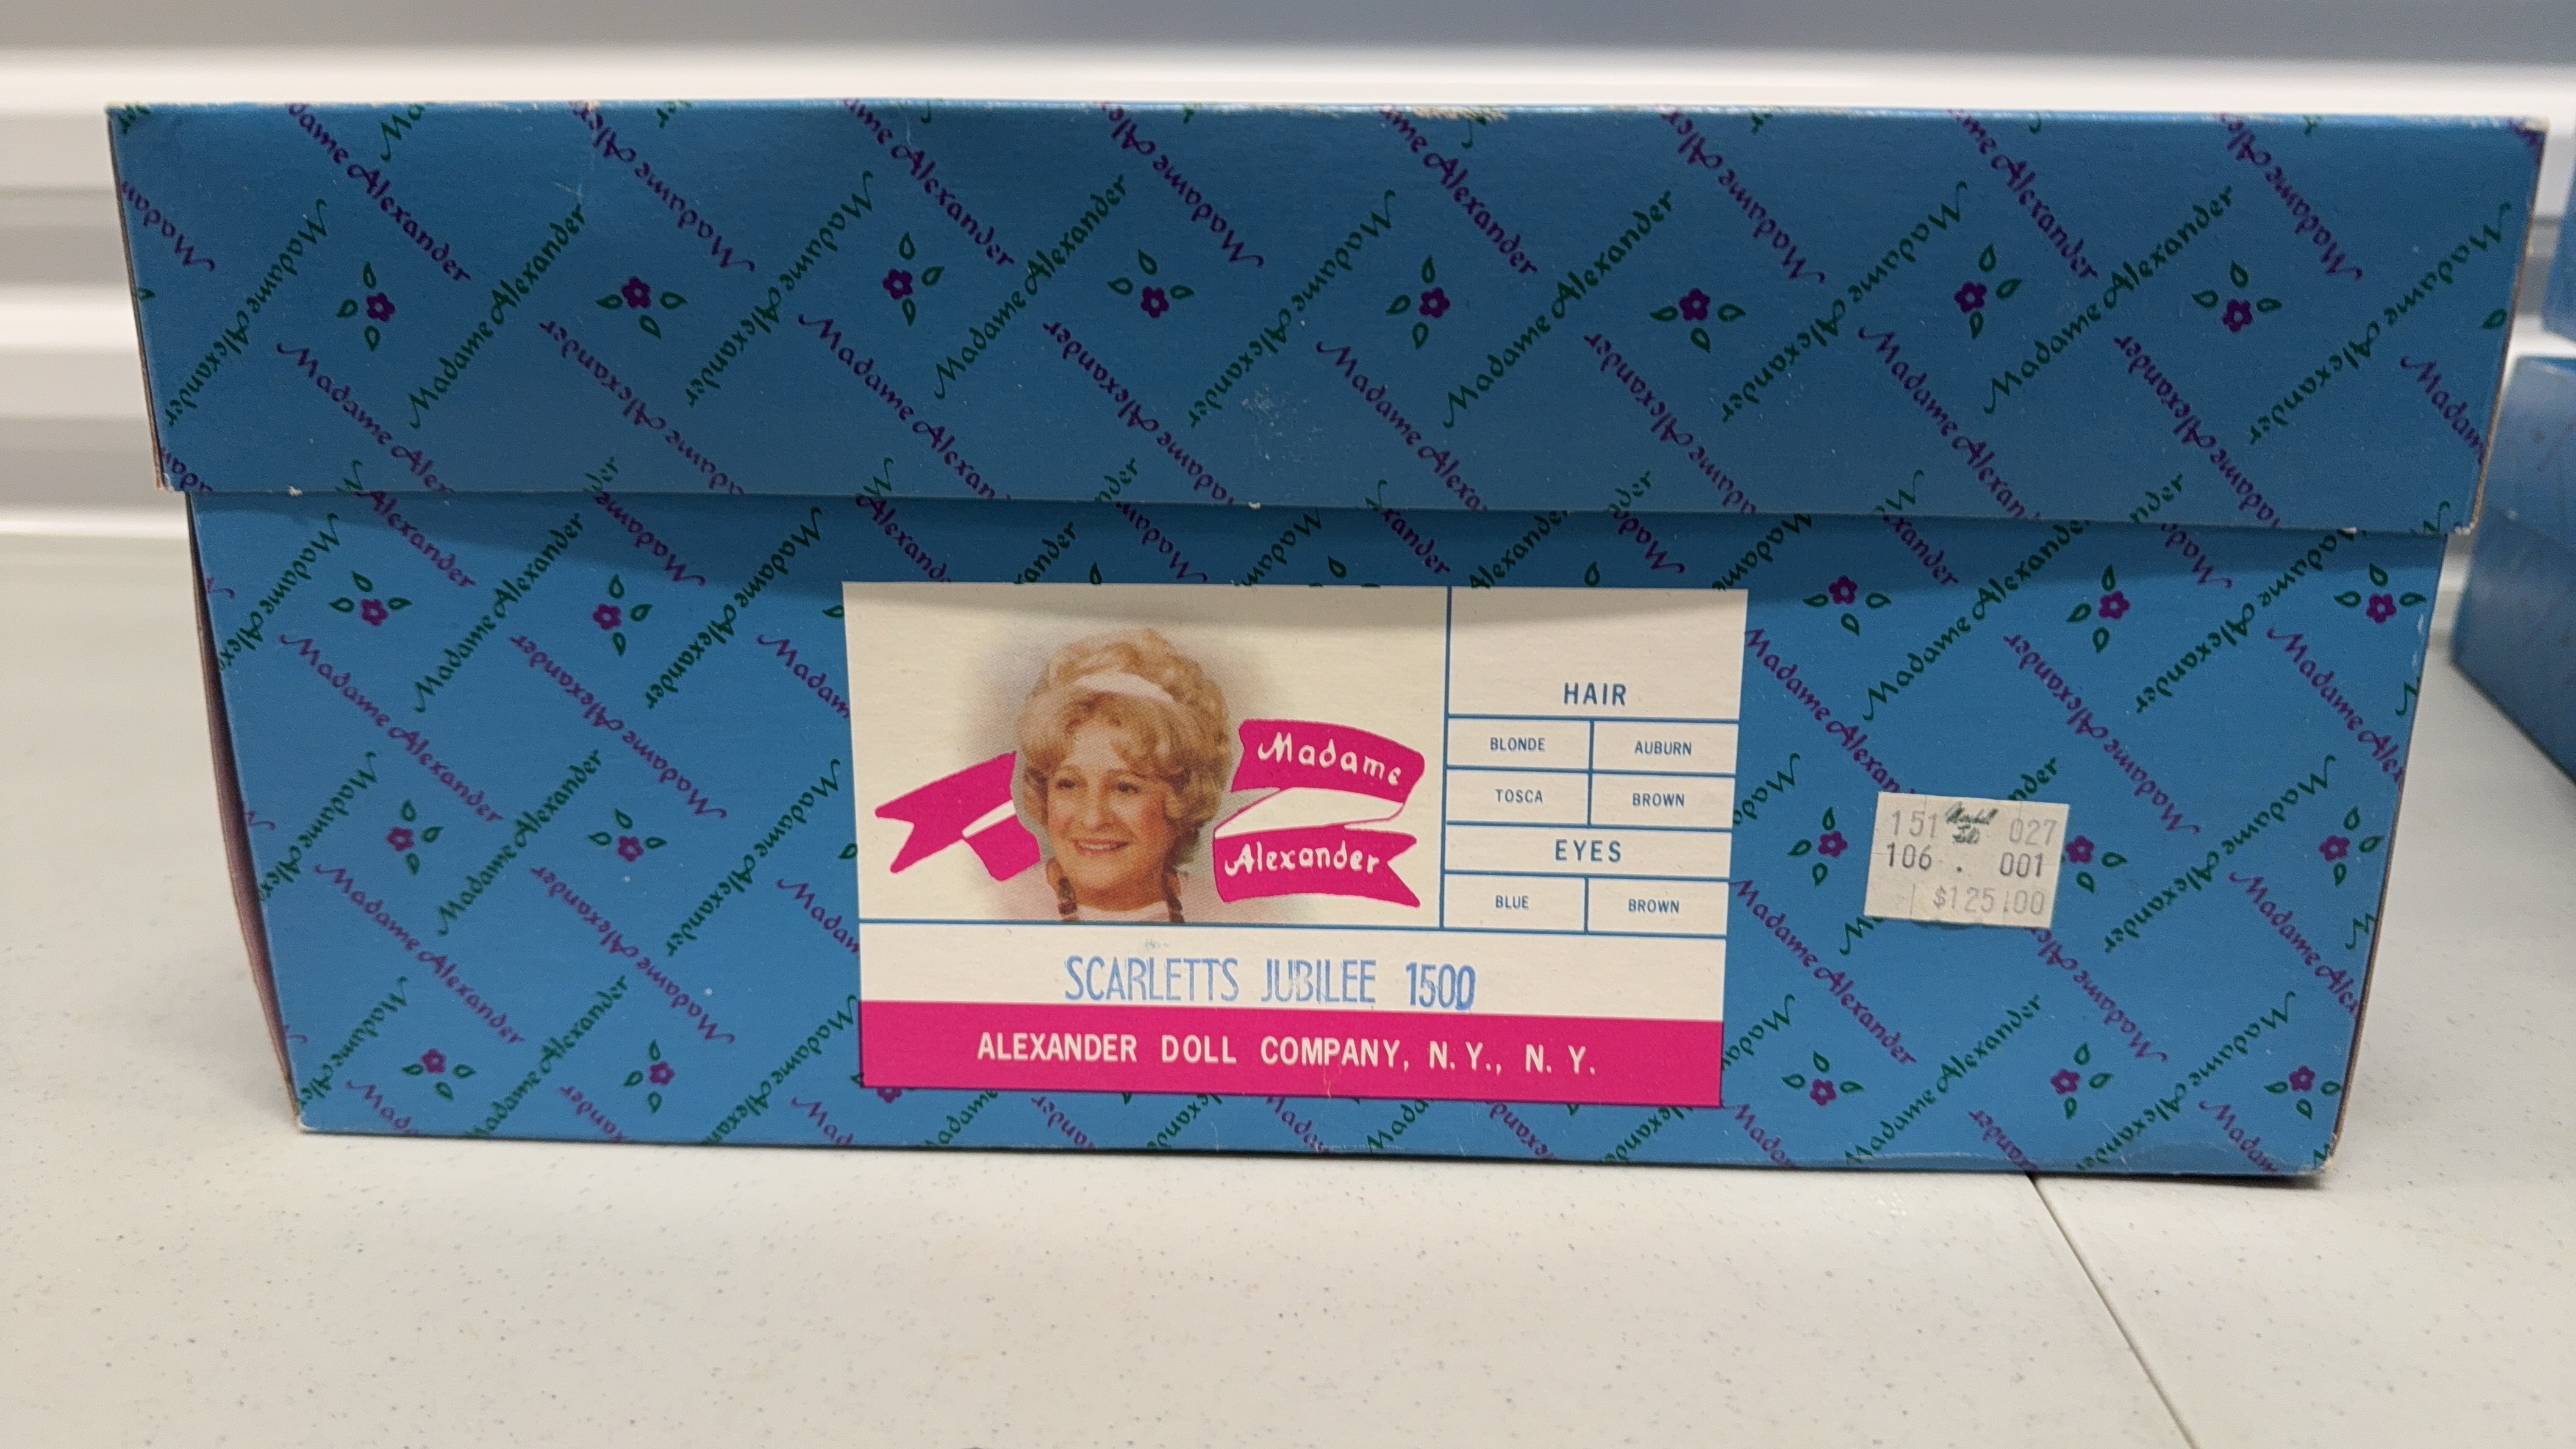 Madame Alexander
Madame
Alexander
HAIR
BLONDE AUBURN
TOSCA BROWN
EYES
BLUE BROWN
SCARLETTS JUBILEE 1500
ALEXANDER DOLL COMPANY, N.Y., N.Y.
151 027
106 . 001
$125.00